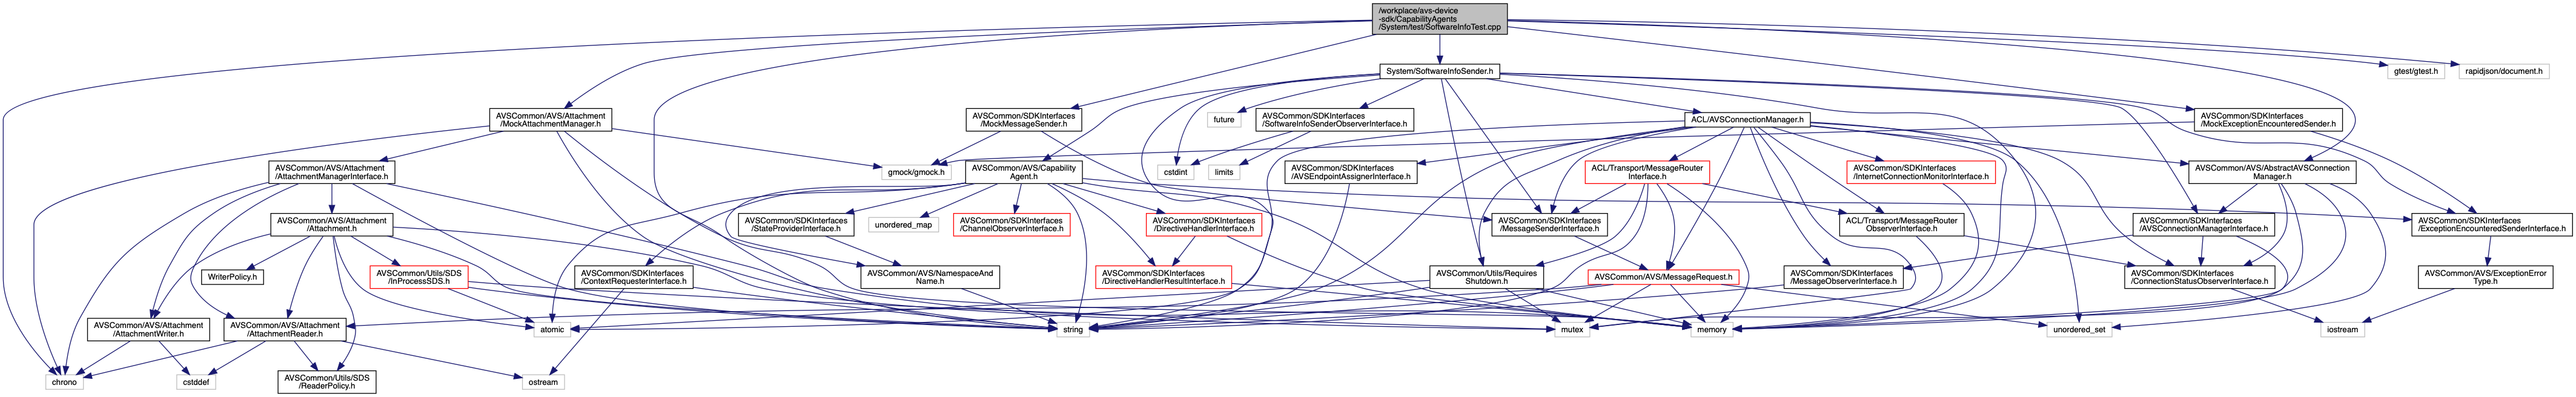 /workplace/avs-device
-sdk/CapabilityAgents
/System/test/SoftwareInfoTest.cpp
System/SoftwareInfoSender.h
gtest/gtest.h
rapidjson/document.h
AVSCommon/AVS/Attachment
/MockAttachmentManager.h
AVSCommon/SDKInterfaces
/MockMessageSender.h
future
AVSCommon/SDKInterfaces
/SoftwareInfoSenderObserverInterface.h
ACL/AVSConnectionManager.h
AVSCommon/SDKInterfaces
/MockExceptionEncounteredSender.h
AVSCommon/AVS/Attachment
/AttachmentManagerInterface.h
gmock/gmock.h
AVSCommon/AVS/Capability
Agent.h
cstdint
limits
AVSCommon/SDKInterfaces
/AVSEndpointAssignerInterface.h
ACL/Transport/MessageRouter
Interface.h
AVSCommon/SDKInterfaces
/InternetConnectionMonitorInterface.h
AVSCommon/AVS/AbstractAVSConnection
Manager.h
AVSCommon/AVS/Attachment
/Attachment.h
AVSCommon/SDKInterfaces
/StateProviderInterface.h
unordered_map
AVSCommon/SDKInterfaces
/ChannelObserverInterface.h
AVSCommon/SDKInterfaces
/DirectiveHandlerInterface.h
AVSCommon/SDKInterfaces
/MessageSenderInterface.h
ACL/Transport/MessageRouter
ObserverInterface.h
AVSCommon/SDKInterfaces
/AVSConnectionManagerInterface.h
AVSCommon/SDKInterfaces
/ExceptionEncounteredSenderInterface.h
WriterPolicy.h
AVSCommon/Utils/SDS
/InProcessSDS.h
AVSCommon/SDKInterfaces
/ContextRequesterInterface.h
AVSCommon/AVS/NamespaceAnd
Name.h
AVSCommon/SDKInterfaces
/DirectiveHandlerResultInterface.h
AVSCommon/Utils/Requires
Shutdown.h
AVSCommon/AVS/MessageRequest.h
AVSCommon/SDKInterfaces
/MessageObserverInterface.h
AVSCommon/SDKInterfaces
/ConnectionStatusObserverInterface.h
AVSCommon/AVS/ExceptionError
Type.h
AVSCommon/AVS/Attachment
/AttachmentWriter.h
AVSCommon/AVS/Attachment
/AttachmentReader.h
atomic
string
mutex
memory
unordered_set
iostream
chrono
cstddef
AVSCommon/Utils/SDS
/ReaderPolicy.h
ostream